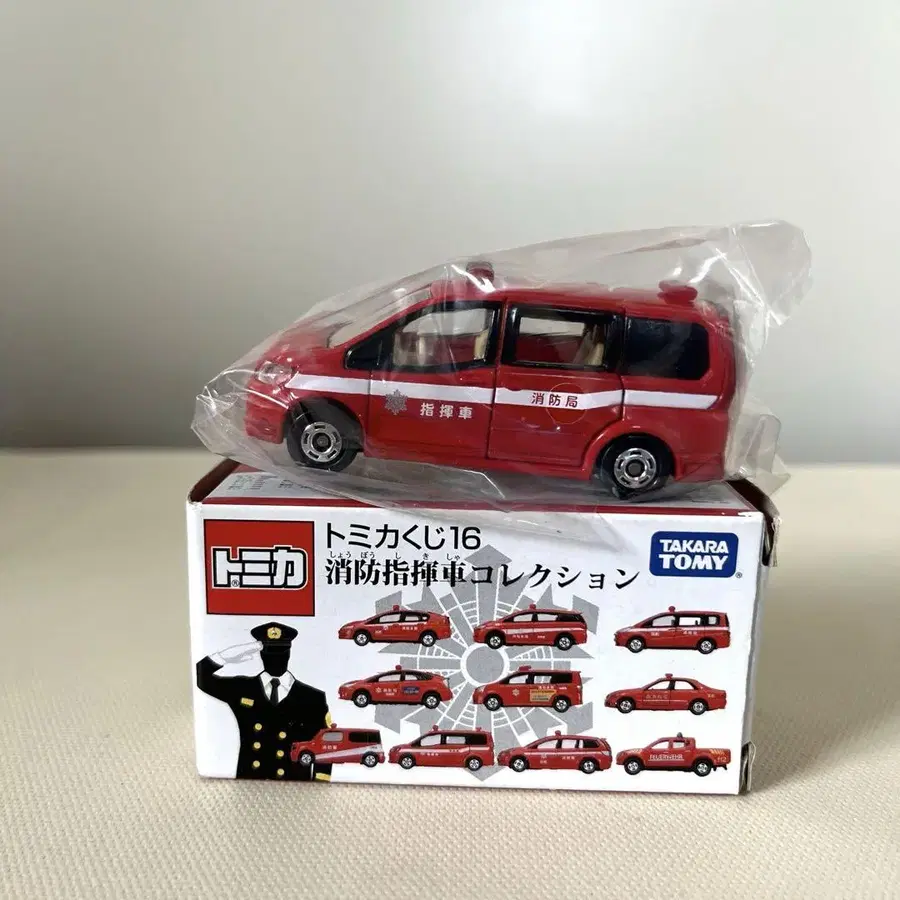 指揮車
消防局
トミカ
トミカくじ16
しょうぼうしきしゃ
消防指揮車コレクション
TAKARA
TOMY
FEUERWEHR
112